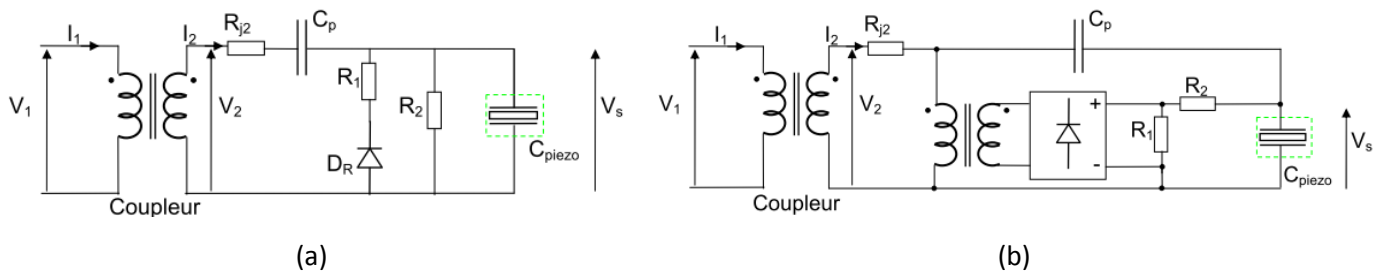 I1 I2 Rj2 Cp
V1 V2 R1 R2 Vs
DR Cpiezo
Coupleur
(a)
I1 I2 Rj2 Cp
V1 V2 + R2
R1 Vs
- Cpiezo
Coupleur
(b)